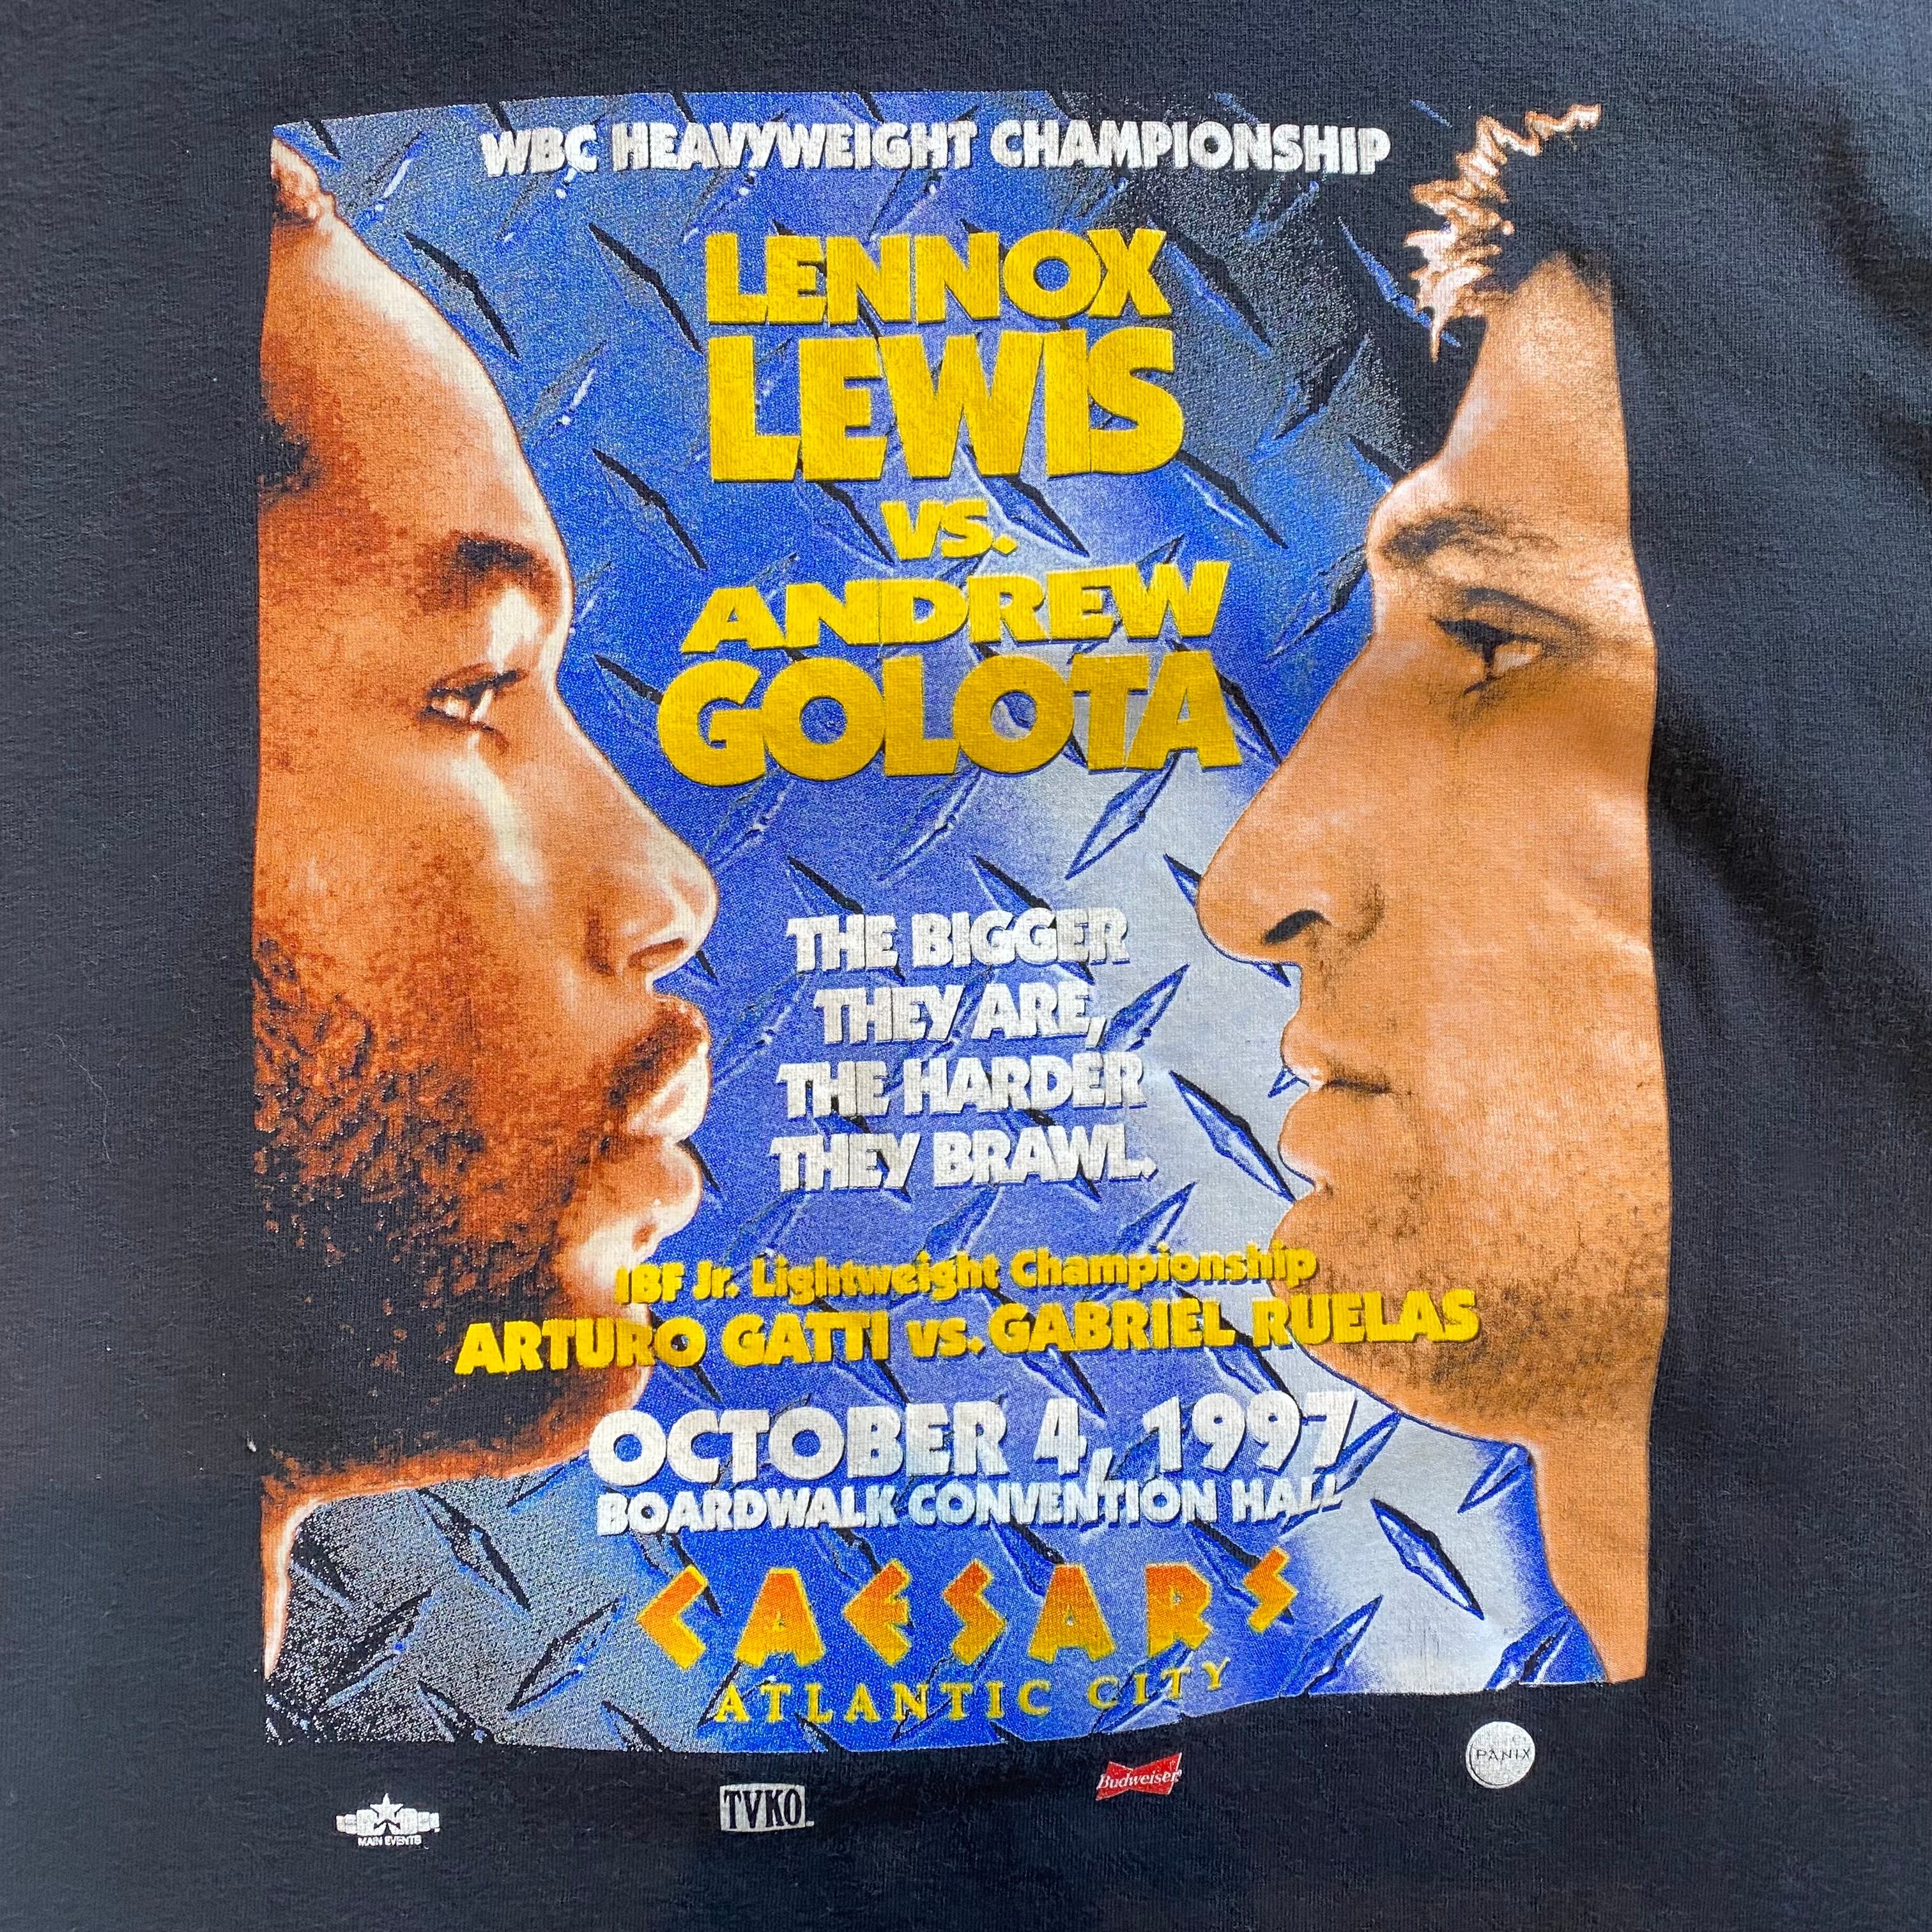 WBC HEAVYWEIGHT CHAMPIONSHIP
LENNOX
LEWIS
VS.
ANDREW
GOLOTA
THE BIGGER
THEY ARE,
THE HARDER
THEY BRAWL.
IBF Jr. Lightweight Championship
ARTURO GATTI vs. GABRIEL RUELAS
OCTOBER 4, 1997
BOARDWALK CONVENTION HALL
CAESARS
ATLANTIC CITY
MAIN EVENTS
TVKO
Budweiser
PANIX